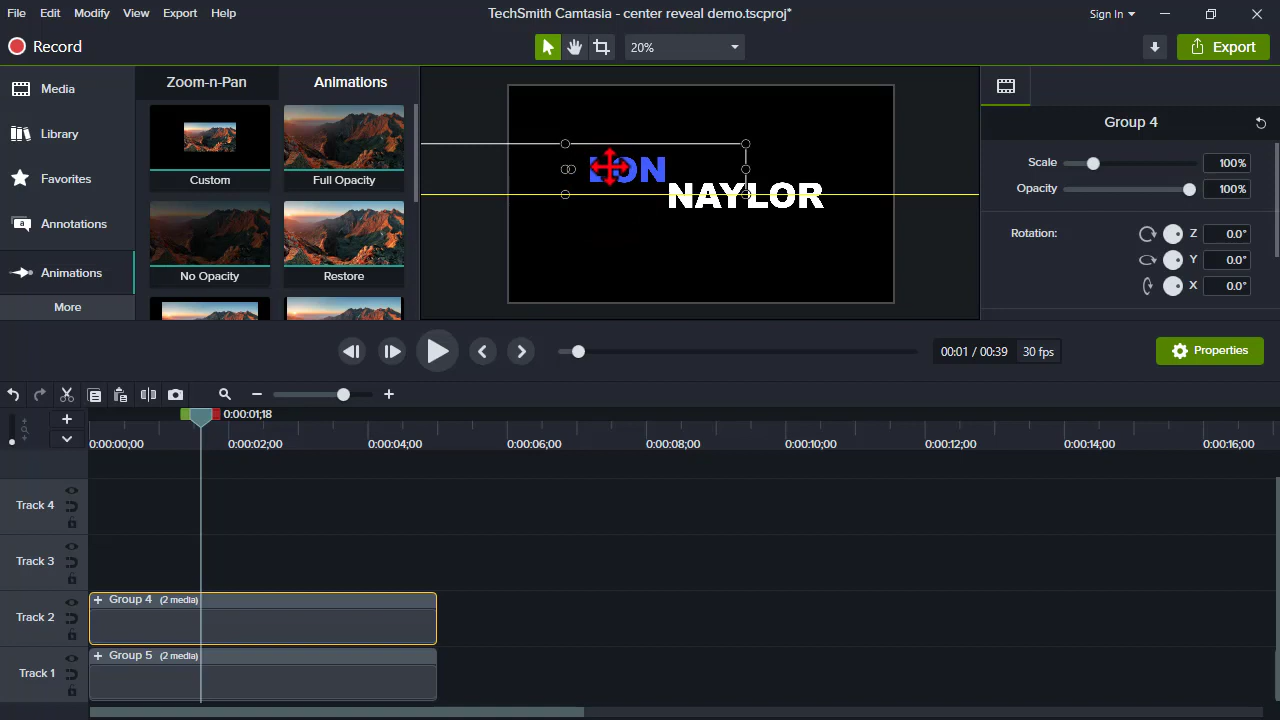 File Edit Modify View Export Help
TechSmith Camtasia - center reveal demo.tscproj*
Sign In
Record
20%
Export
Media
Library
Favorites
Annotations
Animations
More
Zoom-n-Pan
Animations
Custom
Full Opacity
No Opacity
Restore
NAYLOR
Group 4
Scale 100%
Opacity 100%
Rotation: Z 0.0°
Y 0.0°
X 0.0°
00:01 / 00:39 30 fps
Properties
0:00:01;18
0:00:00;00 0:00:02;00 0:00:04;00 0:00:06;00 0:00:08;00 0:00:10;00 0:00:12;00 0:00:14;00 0:00:16;00
Track 4
Track 3
Track 2
Group 4 (2 media)
Track 1
Group 5 (2 media)